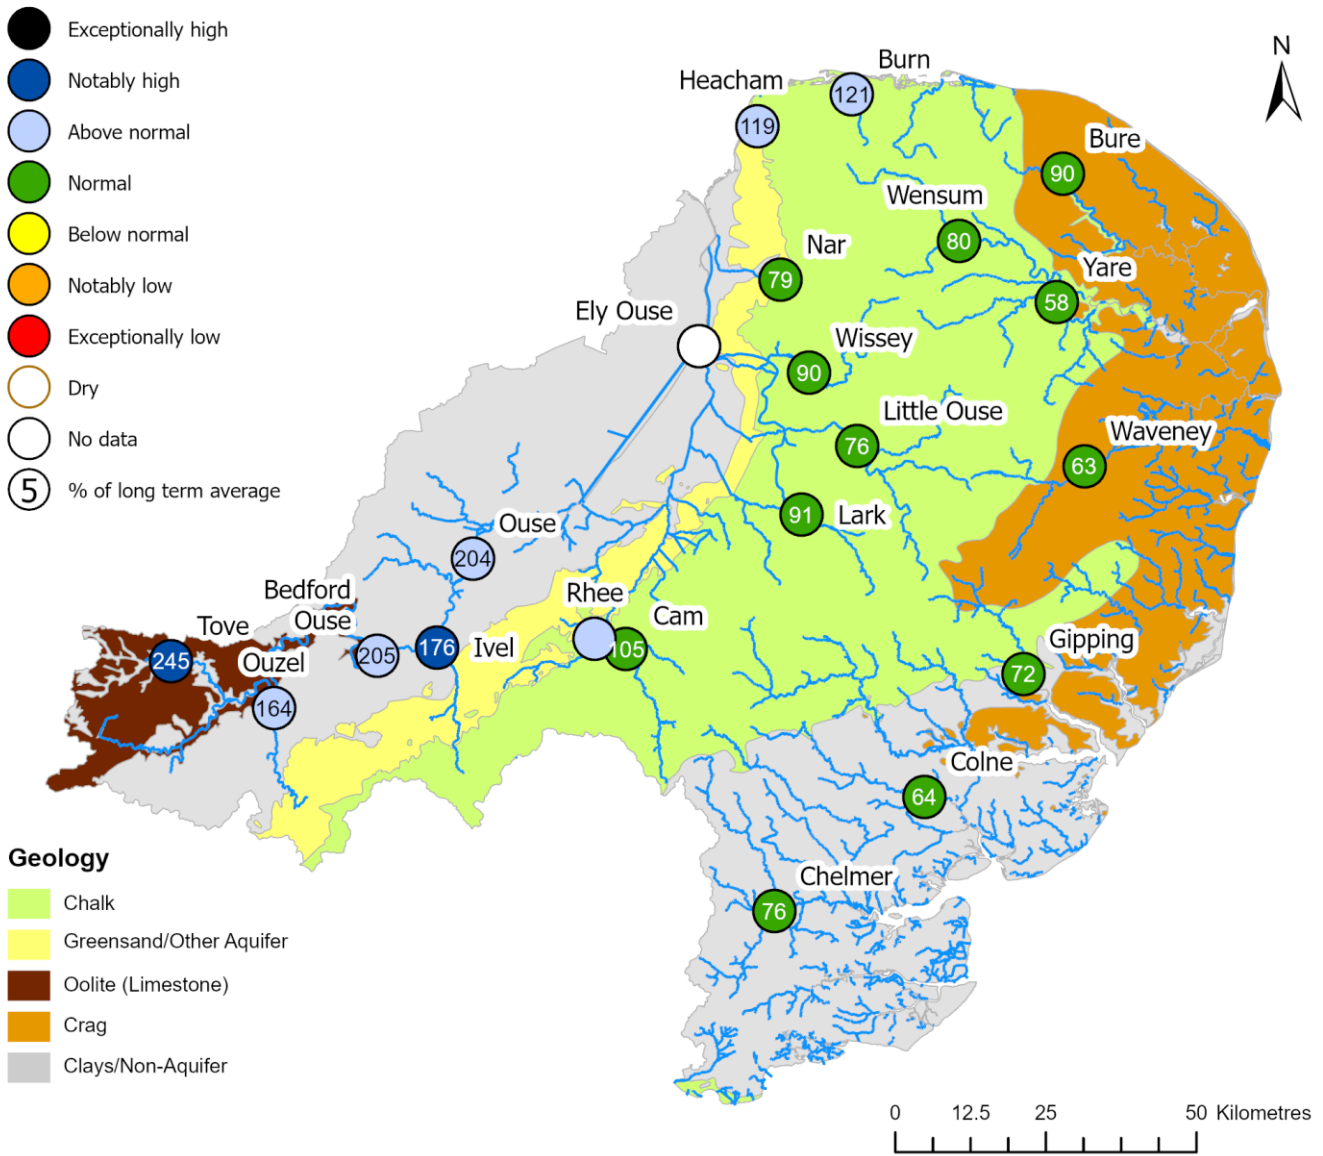 Exceptionally high
Notably high
Above normal
Normal
Below normal
Notably low
Exceptionally low
Dry
No data
5 % of long term average
N
Burn
121
Heacham
119
Bure
90
Wensum
80
Nar
79
Yare
58
Ely Ouse
Wissey
90
Little Ouse
76
Waveney
63
Lark
91
Ouse
204
Bedford
Ouse
205
Rhee
Cam
105
Tove
245
Ouzel
164
Ivel
176
Gipping
72
Colne
64
Chelmer
76
Geology
Chalk
Greensand/Other Aquifer
Oolite (Limestone)
Crag
Clays/Non-Aquifer
0 12.5 25 50 Kilometres